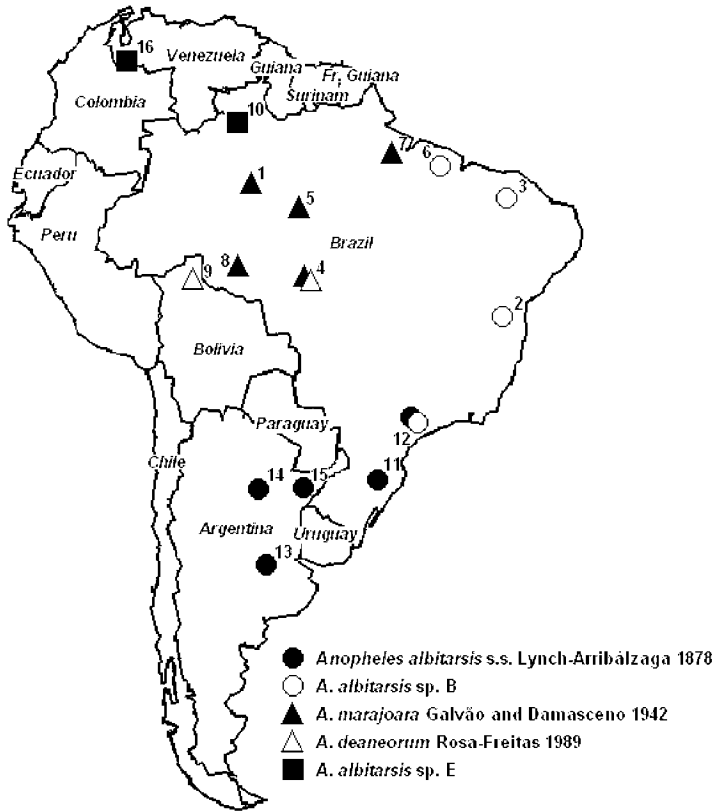 16
Venezuela
Guiana
Fr. Guiana
Surinam
Colombia
10
7
6
3
1
5
Ecuador
Peru
Brazil
8
9
4
2
Bolivia
Paraguay
12
Chile
11
14
15
Argentina
Uruguay
13
Anopheles albitarsis s.s. Lynch-Arribálzaga 1878
A. albitarsis sp. B
A. marajoara Galvão and Damasceno 1942
A. deaneorum Rosa-Freitas 1989
A. albitarsis sp. E